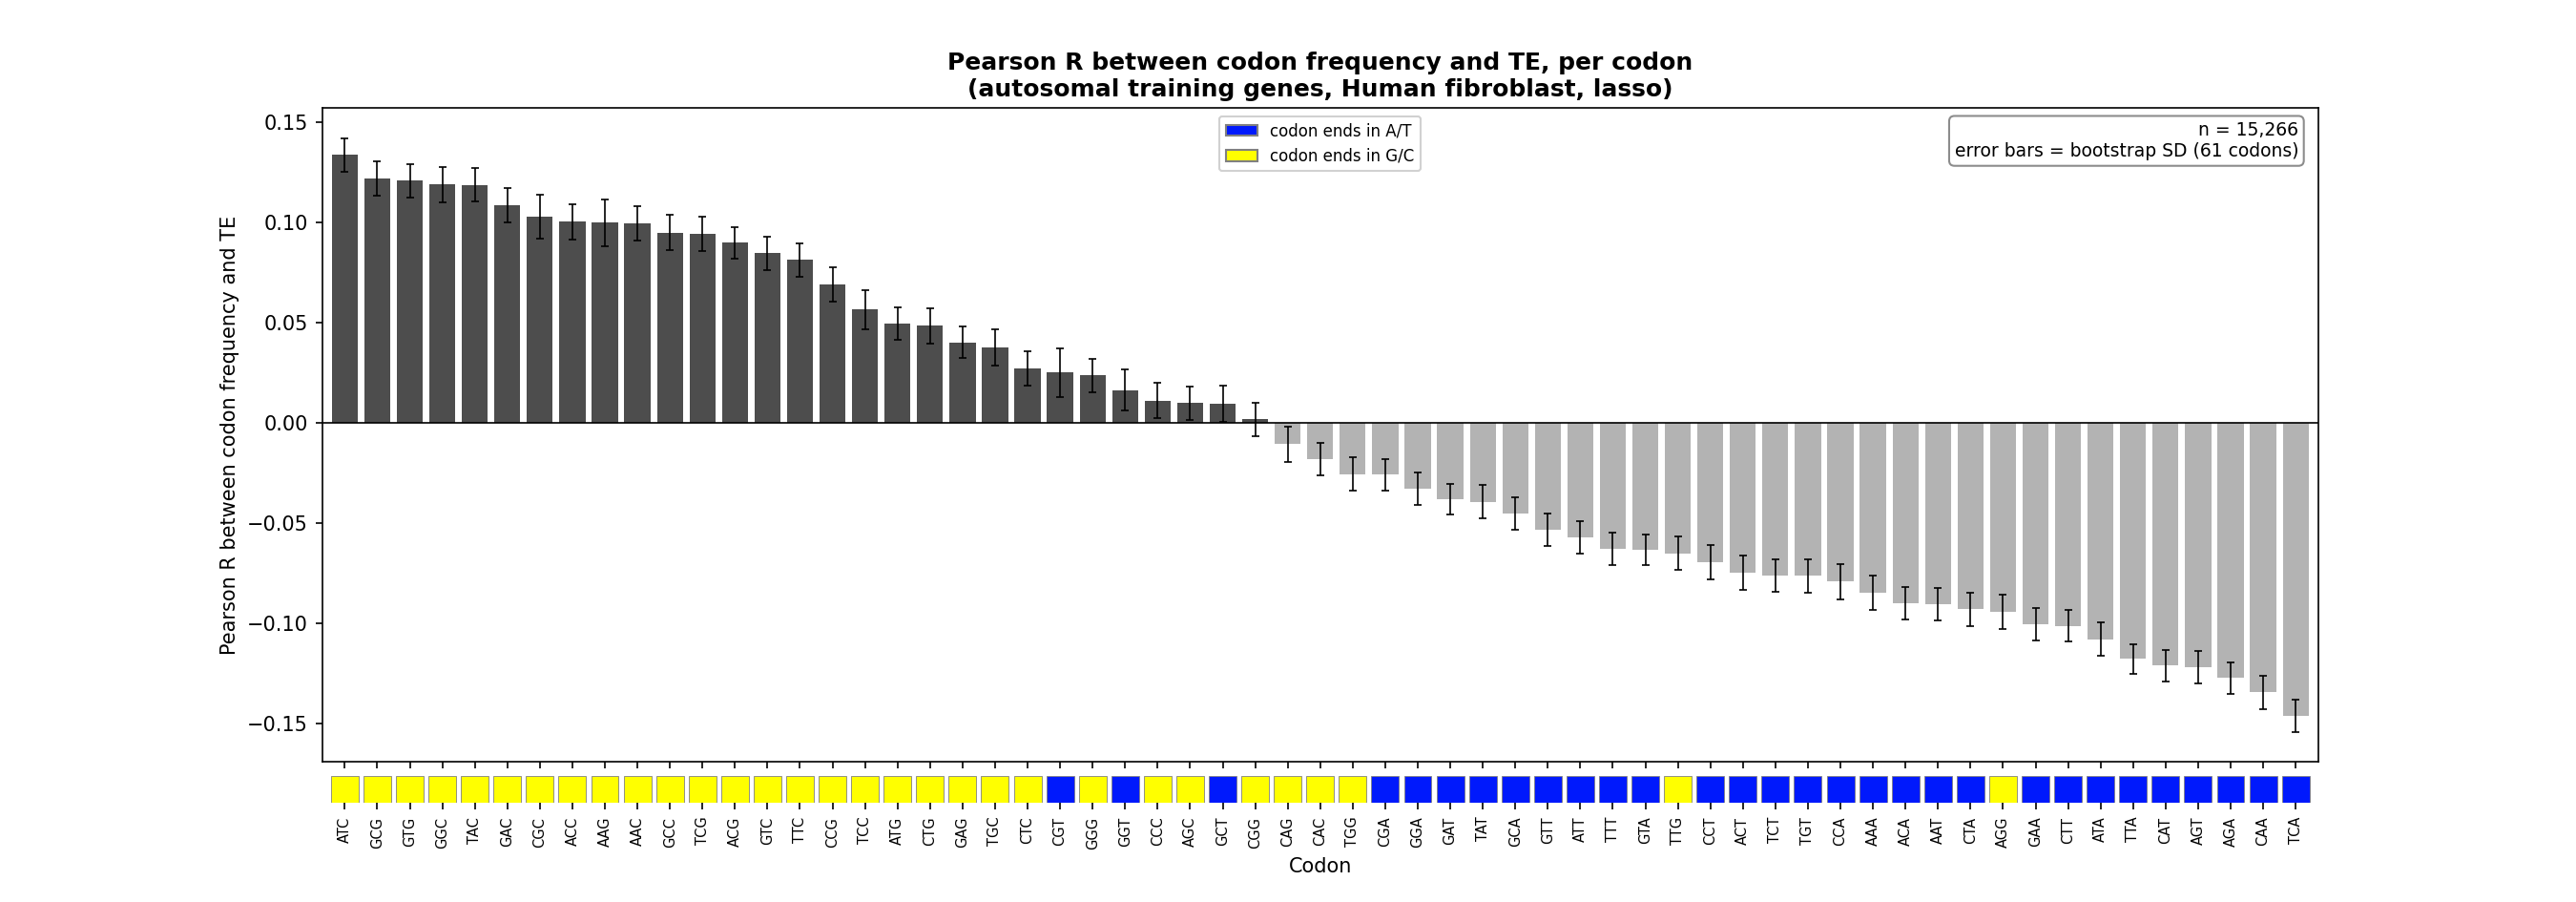 Pearson R between codon frequency and TE, per codon
(autosomal training genes, Human fibroblast, lasso)
codon ends in A/T
codon ends in G/C
n = 15,266
error bars = bootstrap SD (61 codons)
Pearson R between codon frequency and TE
0.15
0.10
0.05
0.00
−0.05
−0.10
−0.15
ATC GCG GTG GGC TAC GAC CGC ACC AAG AAC GCC TCG ACG GTC TTC CCG TCC ATG CTG GAG TGC CTC CGT GGG GGT CCC AGC GCT CGG CAG CAC TGG CGA GGA GAT TAT GCA GTT ATT TTT GTA TTG CCT ACT TCT TGT CCA AAA ACA AAT CTA AGG GAA CTT ATA TTA CAT AGT AGA CAA TCA
Codon